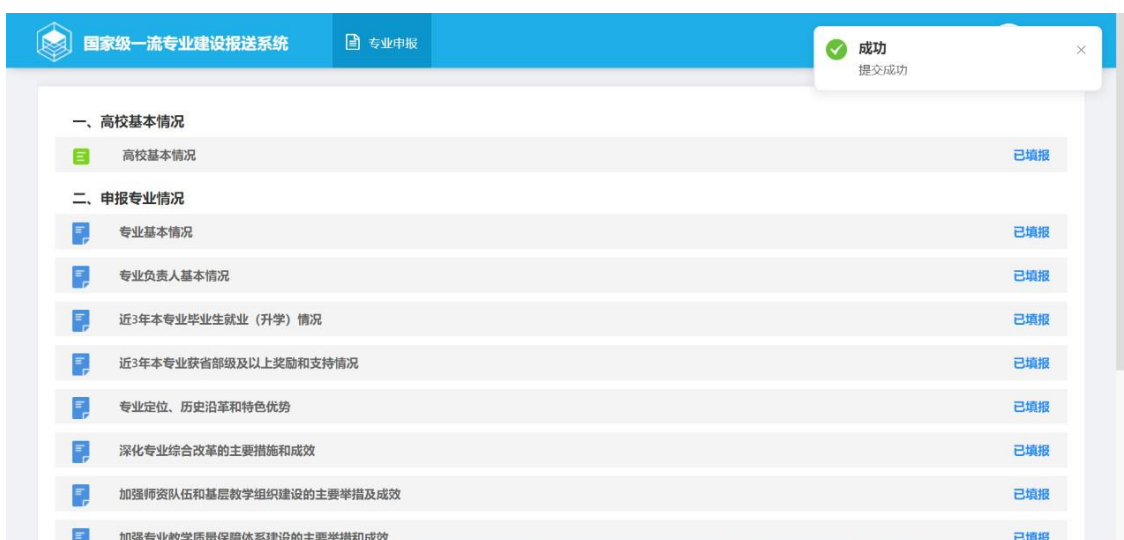 国家级一流专业建设报送系统
专业申报
成功
提交成功
一、高校基本情况
高校基本情况 已填报
二、申报专业情况
专业基本情况 已填报
专业负责人基本情况 已填报
近3年本专业毕业生就业（升学）情况 已填报
近3年本专业获省部级及以上奖励和支持情况 已填报
专业定位、历史沿革和特色优势 已填报
深化专业综合改革的主要措施和成效 已填报
加强师资队伍和基层教学组织建设的主要举措及成效 已填报
加强专业教学质量保障体系建设的主要举措和成效 已填报